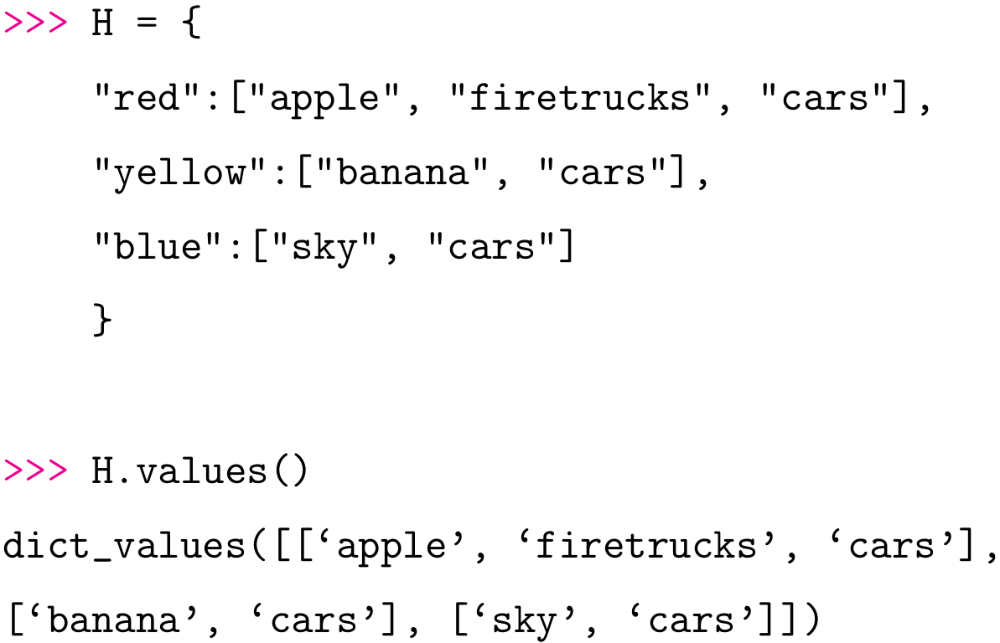 >>> H = {
"red":["apple", "firetrucks", "cars"],
"yellow":["banana", "cars"],
"blue":["sky", "cars"]
}
>>> H.values()
dict_values([[‘apple’, ‘firetrucks’, ‘cars’],
[‘banana’, ‘cars’], [‘sky’, ‘cars’]])